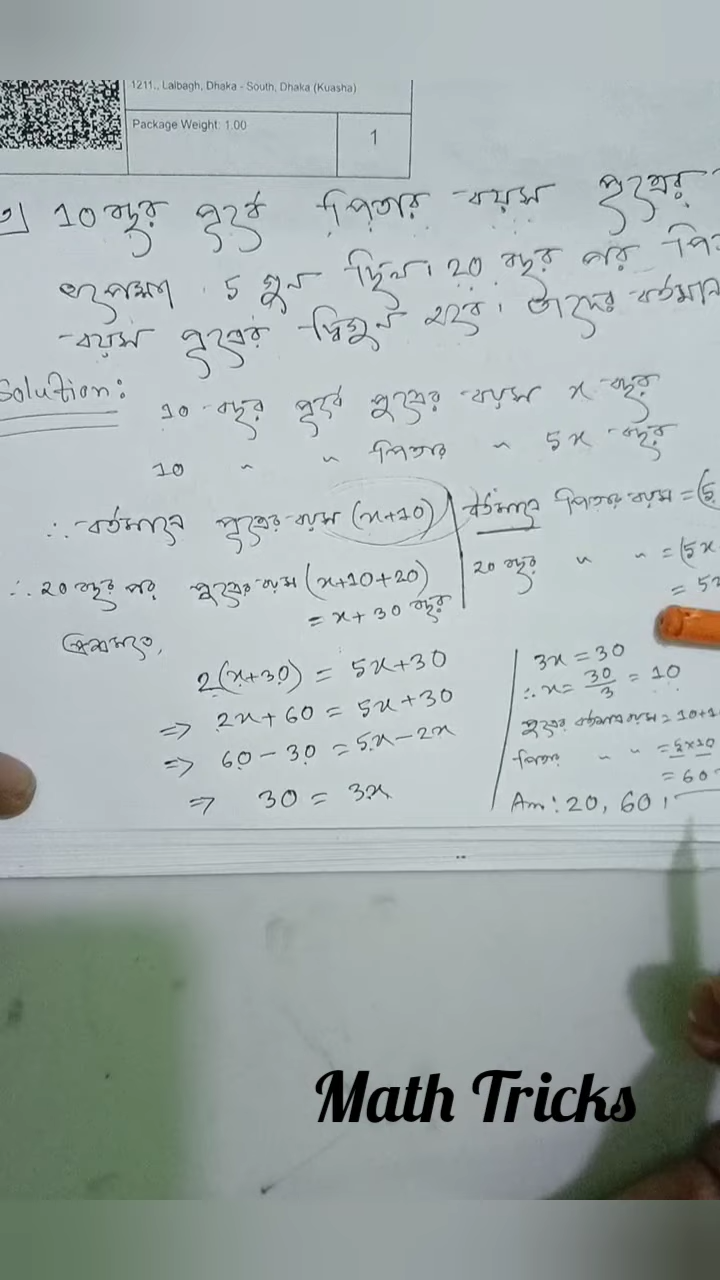 1211., Lalbagh, Dhaka - South, Dhaka (Kuasha)
Package Weight: 1.00
1
10 বছর পূর্বে পিতার বয়স পুত্রের
5 গুন ছিল। 20 বছর পর
বয়স পুত্রের দ্বিগুন হবে। তাদের বর্তমান
Solution:
10 বছর পূর্বে পুত্রের বয়স x বছর
10 " " পিতার " 5x বছর
∴ বর্তমানে পুত্রের বয়স (x+10)
বর্তমানে পিতার বয়স = (5
∴ 20 বছর পর পুত্রের বয়স (x+10+20)
= x+30 বছর
20 বছর " " = (5x
= 5x
প্রশ্নমতে,
2(x+30) = 5x+30
⇒ 2x+60 = 5x+30
⇒ 60-30 = 5x-2x
⇒ 30 = 3x
3x = 30
∴ x = 30/3 = 10
পুত্রের বয়স = 10+1
পিতার " " = 5x10
= 60
Ans: 20, 60।
Math Tricks